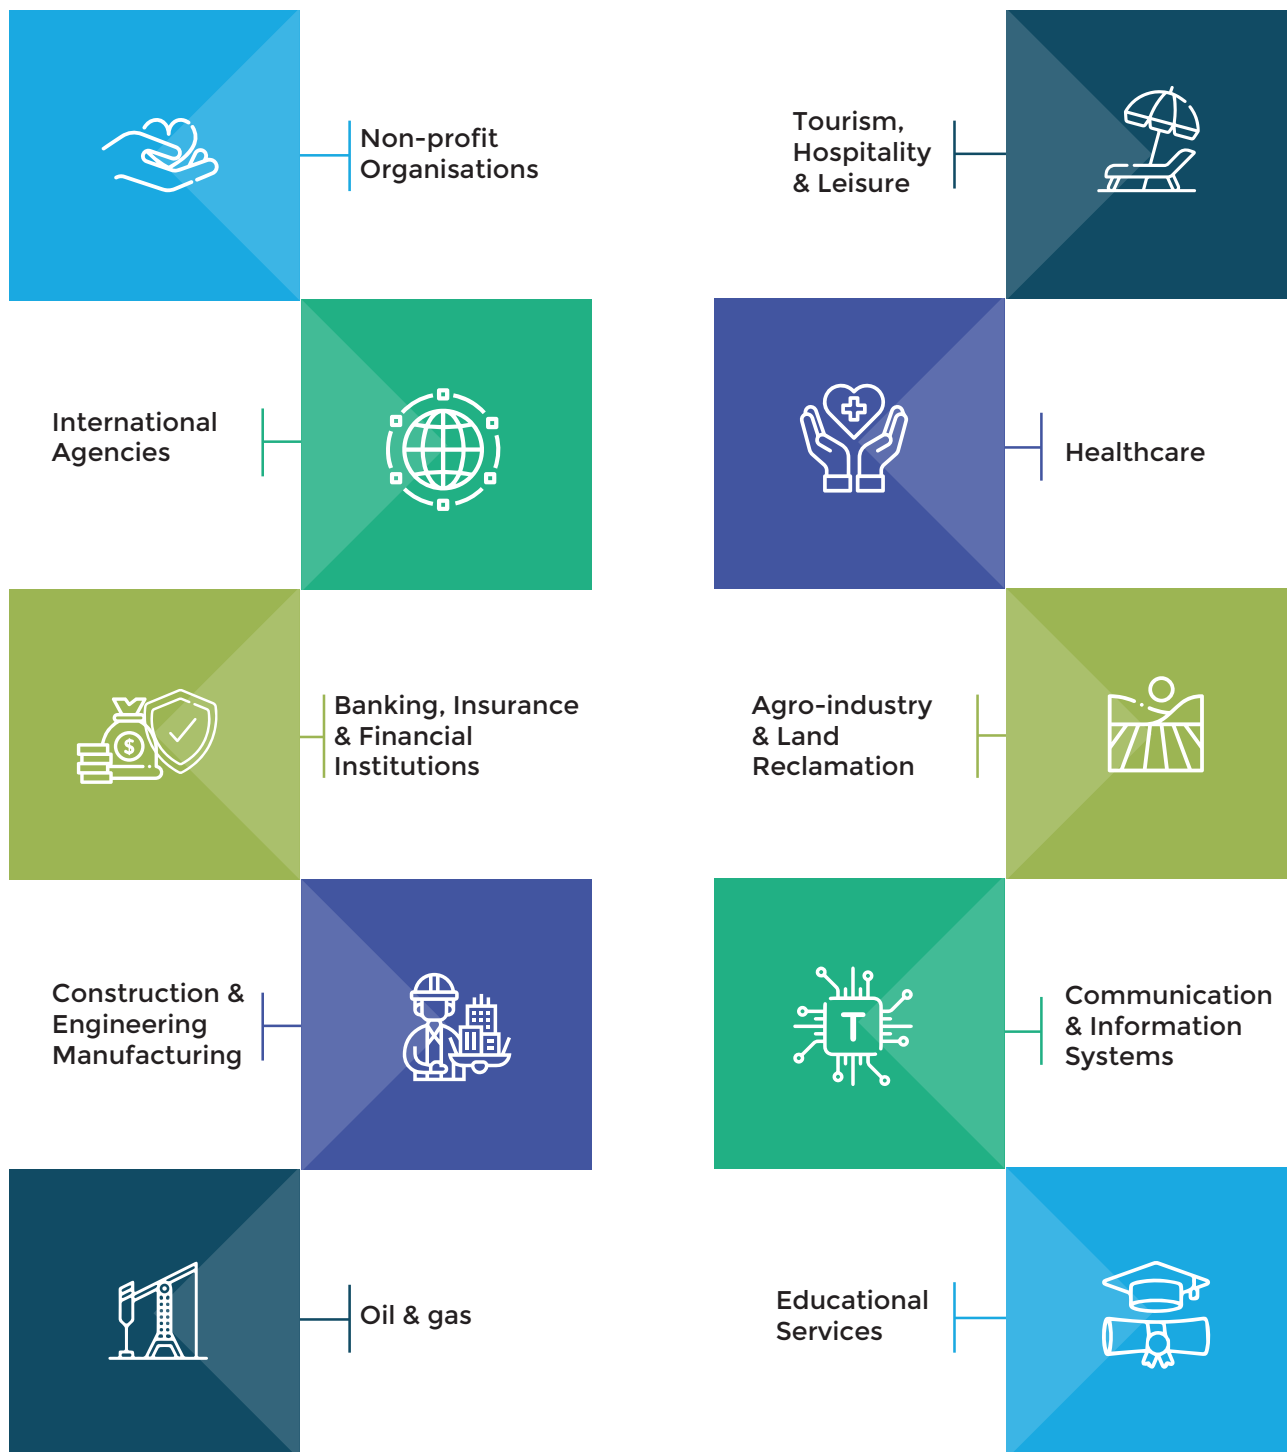 Non-profit
Organisations
International
Agencies
$
Banking, Insurance
& Financial
Institutions
Construction &
Engineering
Manufacturing
Oil & gas
Tourism,
Hospitality
& Leisure
Healthcare
Agro-industry
& Land
Reclamation
T
Communication
& Information
Systems
Educational
Services